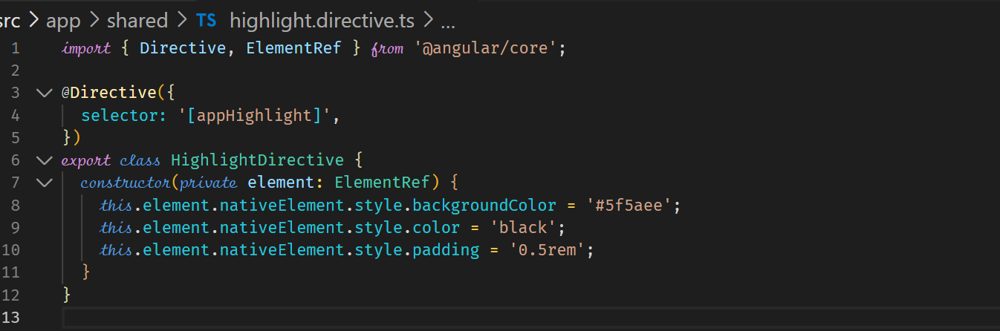 src > app > shared > TS highlight.directive.ts > ...
1 import { Directive, ElementRef } from '@angular/core';
2
3 @Directive({
4 selector: '[appHighlight]',
5 })
6 export class HighlightDirective {
7 constructor(private element: ElementRef) {
8 this.element.nativeElement.style.backgroundColor = '#5f5aee';
9 this.element.nativeElement.style.color = 'black';
10 this.element.nativeElement.style.padding = '0.5rem';
11 }
12 }
13